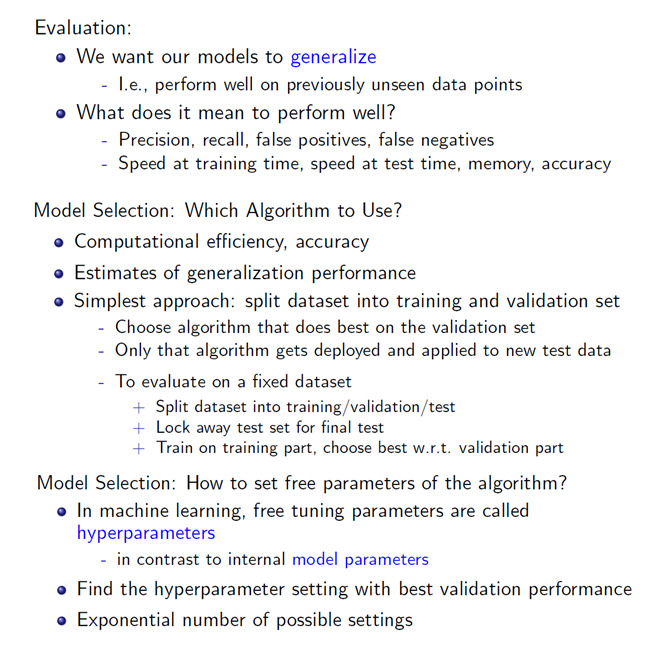 Evaluation:
We want our models to generalize
- I.e., perform well on previously unseen data points
What does it mean to perform well?
- Precision, recall, false positives, false negatives
- Speed at training time, speed at test time, memory, accuracy
Model Selection: Which Algorithm to Use?
Computational efficiency, accuracy
Estimates of generalization performance
Simplest approach: split dataset into training and validation set
- Choose algorithm that does best on the validation set
- Only that algorithm gets deployed and applied to new test data
- To evaluate on a fixed dataset
+ Split dataset into training/validation/test
+ Lock away test set for final test
+ Train on training part, choose best w.r.t. validation part
Model Selection: How to set free parameters of the algorithm?
In machine learning, free tuning parameters are called
hyperparameters
- in contrast to internal model parameters
Find the hyperparameter setting with best validation performance
Exponential number of possible settings